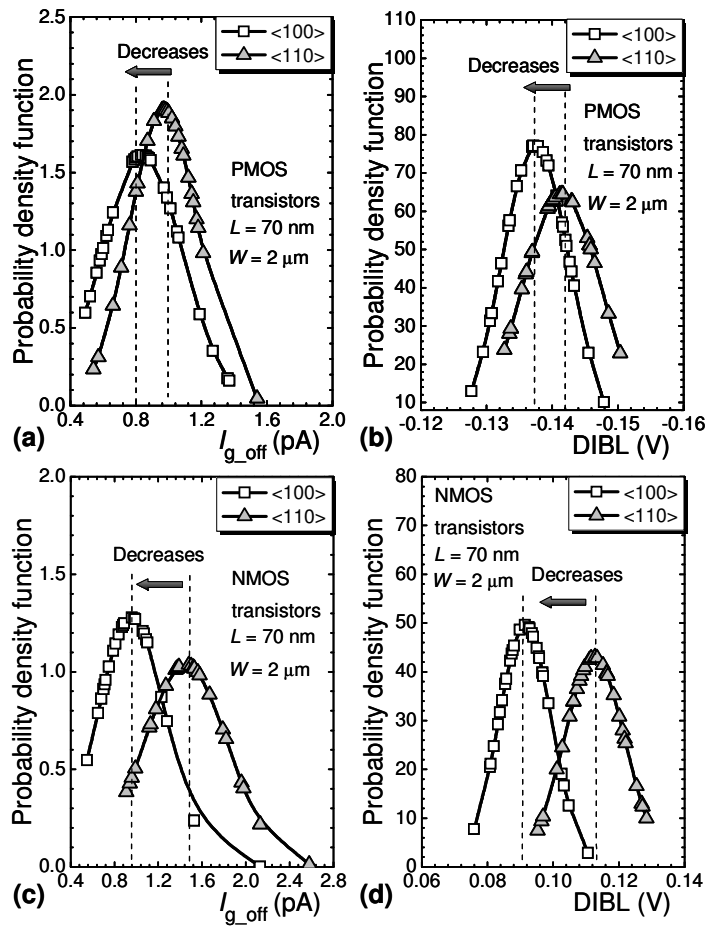 2.5
2.0
1.5
1.0
0.5
0.0
Probability density function
Decreases
<100>
<110>
PMOS
transistors
L = 70 nm
W = 2 μm
0.4 0.8 1.2 1.6 2.0
(a)
I g_off (pA)
110
100
90
80
70
60
50
40
30
20
10
Probability density function
<100>
<110>
Decreases
PMOS
transistors
L = 70 nm
W = 2 μm
-0.12 -0.13 -0.14 -0.15 -0.16
(b)
DIBL (V)
2.0
1.5
1.0
0.5
0.0
Probability density function
<100>
<110>
Decreases
NMOS
transistors
L = 70 nm
W = 2 μm
0.4 0.8 1.2 1.6 2.0 2.4 2.8
(c)
I g_off (pA)
80
70
60
50
40
30
20
10
0
Probability density function
NMOS
transistors
L = 70 nm
W = 2 μm
<100>
<110>
Decreases
0.06 0.08 0.10 0.12 0.14
(d)
DIBL (V)